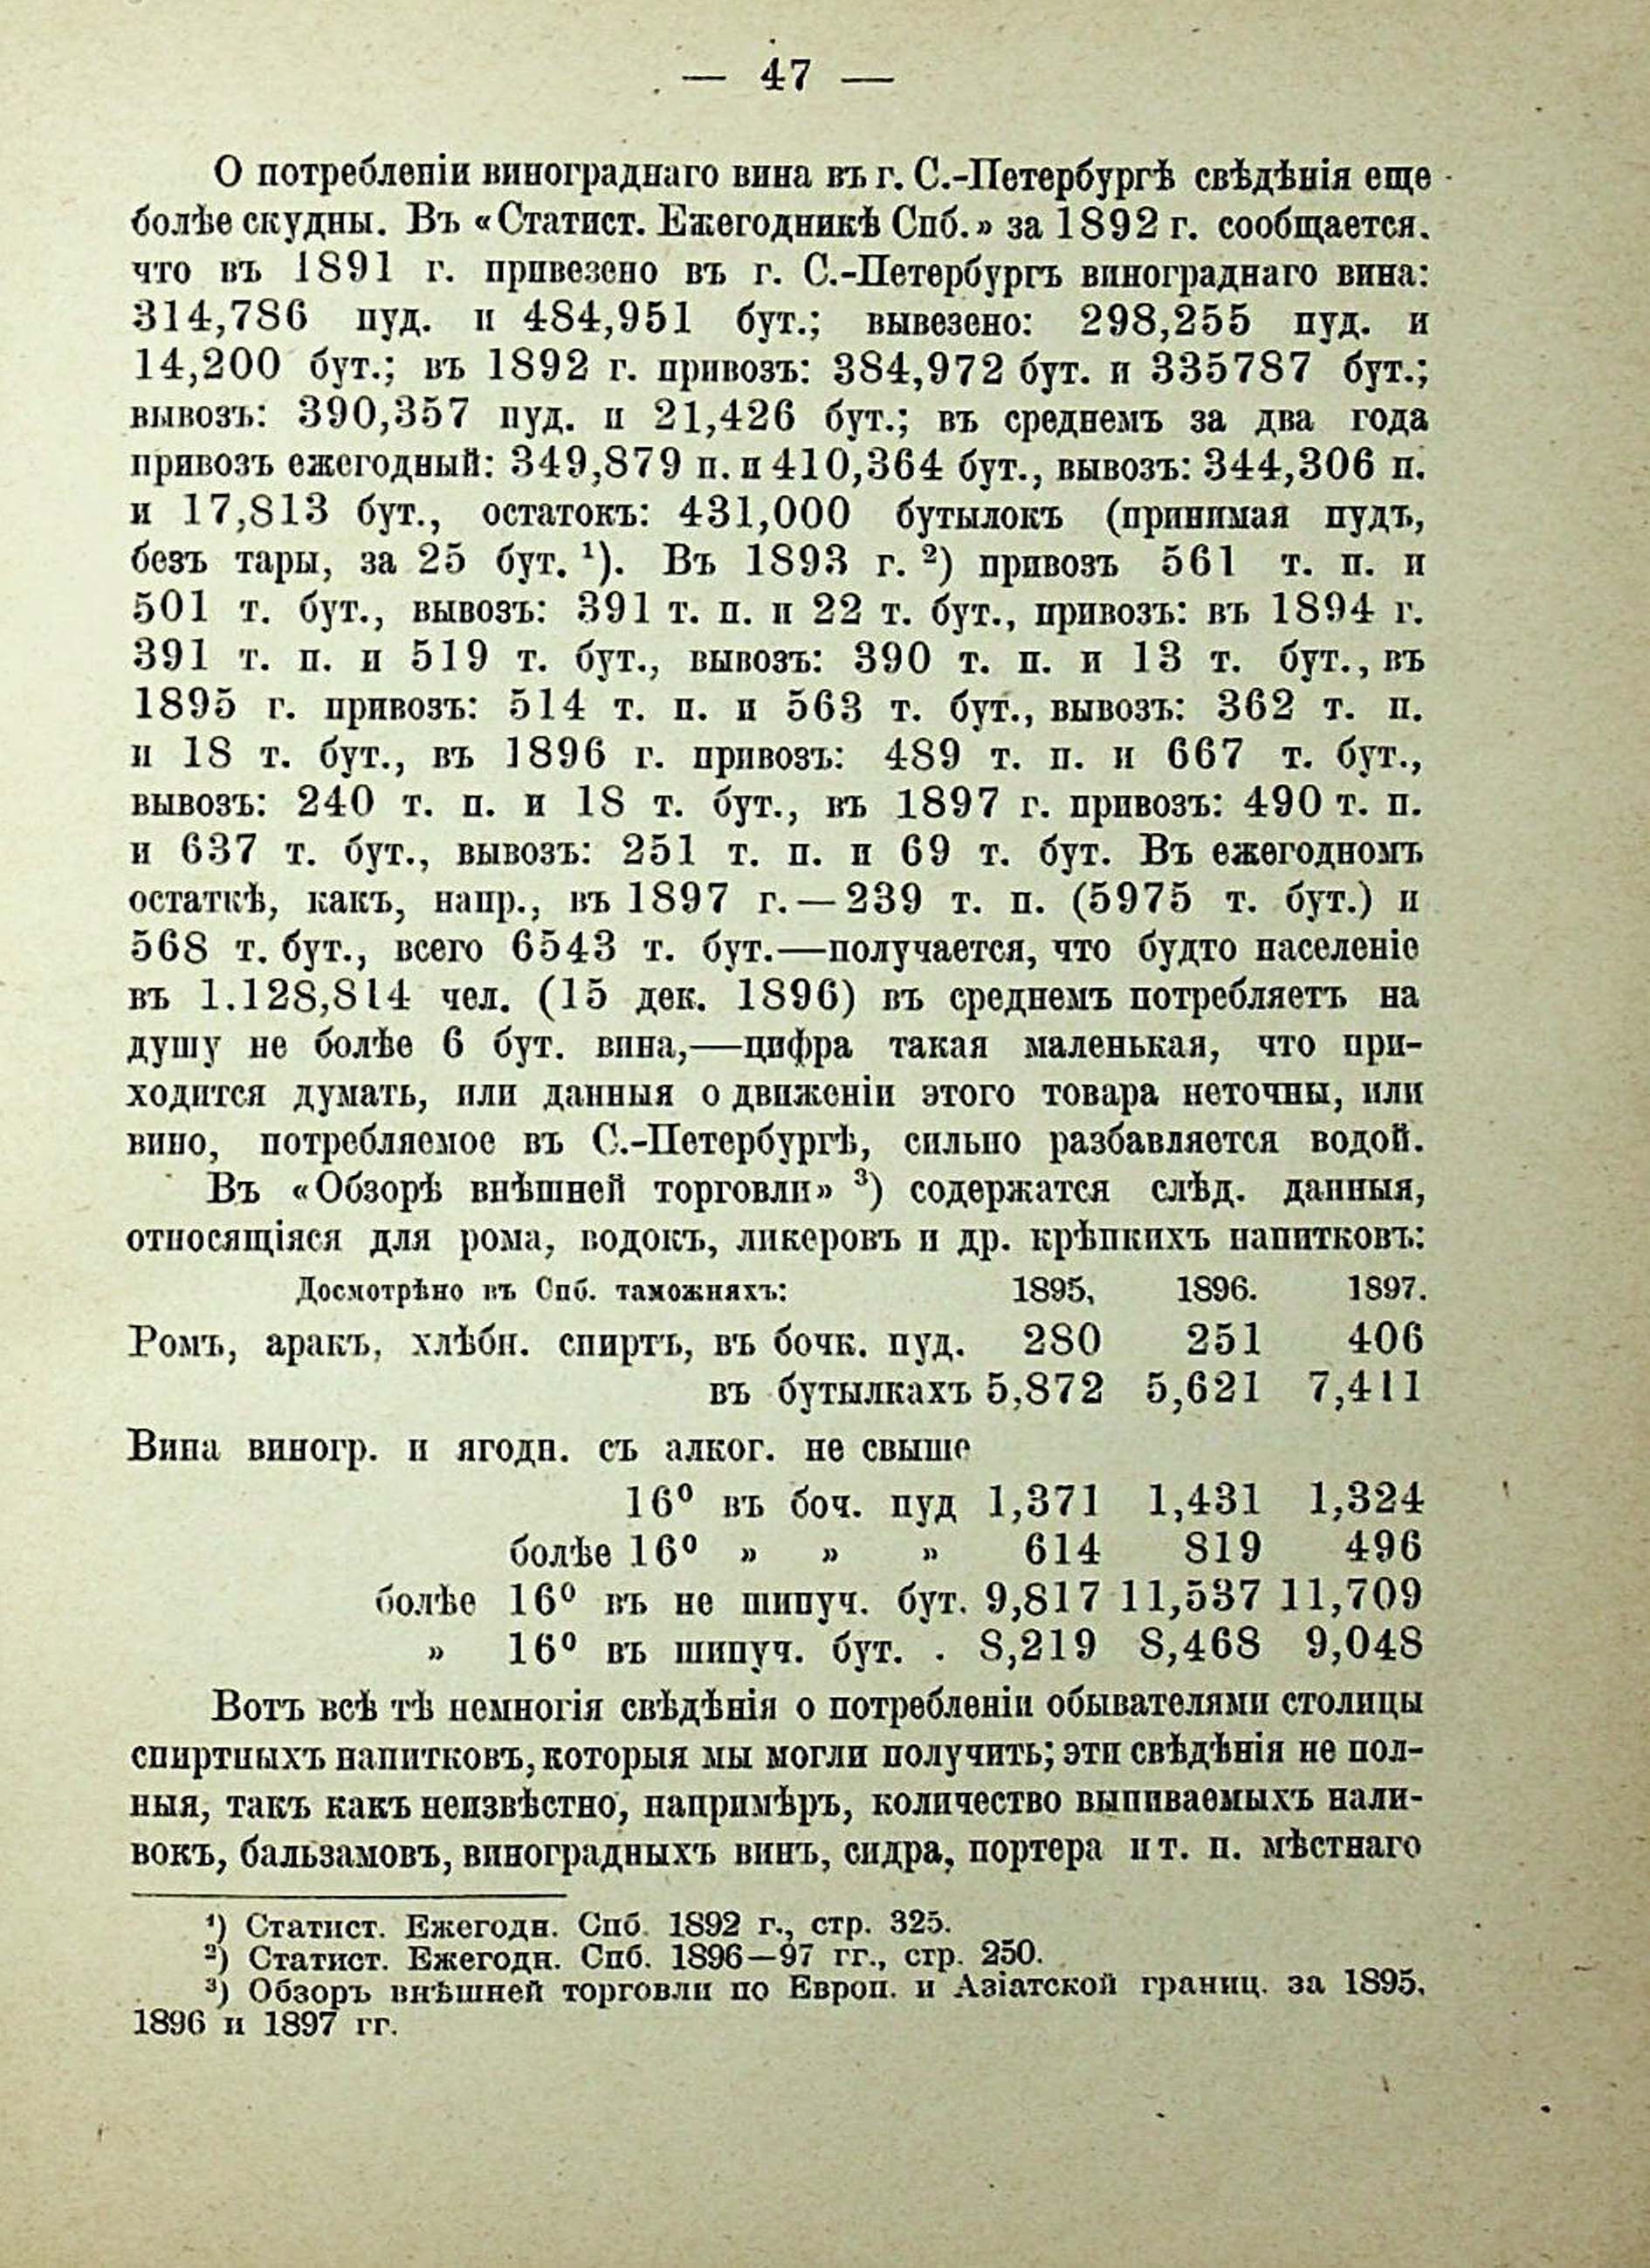 — 47 —
О потребленіи винограднаго вина въ г. С.-Петербургѣ свѣдѣнія еще
болѣе скудны. Въ «Статист. Ежегодникѣ Спб.» за 1892 г. сообщается.
что въ 1891 г. привезено въ г. С.-Петербургъ винограднаго вина:
314,786 пуд. и 484,951 бут.; вывезено: 298,255 пуд. и
14,200 бут.; въ 1892 г. привозъ: 384,972 бут. и 335787 бут.;
вывозъ: 390,357 пуд. и 21,426 бут.; въ среднемъ за два года
привозъ ежегодный: 349,879 п. и 410,364 бут., вывозъ: 344,306 п.
и 17,813 бут., остатокъ: 431,000 бутылокъ (принимая пудъ,
безъ тары, за 25 бут. ¹). Въ 1893 г. ²) привозъ 561 т. п. и
501 т. бут., вывозъ: 391 т. п. и 22 т. бут., привозъ: въ 1894 г.
391 т. п. и 519 т. бут., вывозъ: 390 т. п. и 13 т. бут., въ
1895 г. привозъ: 514 т. п. и 563 т. бут., вывозъ: 362 т. п.
и 18 т. бут., въ 1896 г. привозъ: 489 т. п. и 667 т. бут.,
вывозъ: 240 т. п. и 18 т. бут., въ 1897 г. привозъ: 490 т. п.
и 637 т. бут., вывозъ: 251 т. п. и 69 т. бут. Въ ежегодномъ
остаткѣ, какъ, напр., въ 1897 г. — 239 т. п. (5975 т. бут.) и
568 т. бут., всего 6543 т. бут.—получается, что будто населеніе
въ 1.128,814 чел. (15 дек. 1896) въ среднемъ потребляетъ на
душу не болѣе 6 бут. вина,—цифра такая маленькая, что при-
ходится думать, или данныя о движеніи этого товара неточны, или
вино, потребляемое въ С.-Петербургѣ, сильно разбавляется водой.
Въ «Обзорѣ внѣшней торговли» ³) содержатся слѣд. данныя,
относящіяся для рома, водокъ, ликеровъ и др. крѣпкихъ напитковъ:
Досмотрѣно въ Спб. таможняхъ: 1895, 1896. 1897.
Ромъ, аракъ, хлѣбн. спиртъ, въ бочк. пуд. 280 251 406
въ бутылкахъ 5,872 5,621 7,411
Вина виногр. и ягодн. съ алког. не свыше
16⁰ въ боч. пуд 1,371 1,431 1,324
болѣе 16⁰ » » » 614 819 496
болѣе 16⁰ въ не шипуч. бут. 9,817 11,537 11,709
» 16⁰ въ шипуч. бут. . 8,219 8,468 9,048
Вотъ всѣ тѣ немногія свѣдѣнія о потребленіи обывателями столицы
спиртныхъ напитковъ, которыя мы могли получить; эти свѣдѣнія не пол-
ныя, такъ какъ неизвѣстно, напримѣръ, количество выпиваемыхъ нали-
вокъ, бальзамовъ, виноградныхъ винъ, сидра, портера и т. п. мѣстнаго
¹) Статист. Ежегодн. Спб. 1892 г., стр. 325.
²) Статист. Ежегодн. Спб. 1896—97 гг., стр. 250.
³) Обзоръ внѣшней торговли по Европ. и Азіатской границ. за 1895,
1896 и 1897 гг.